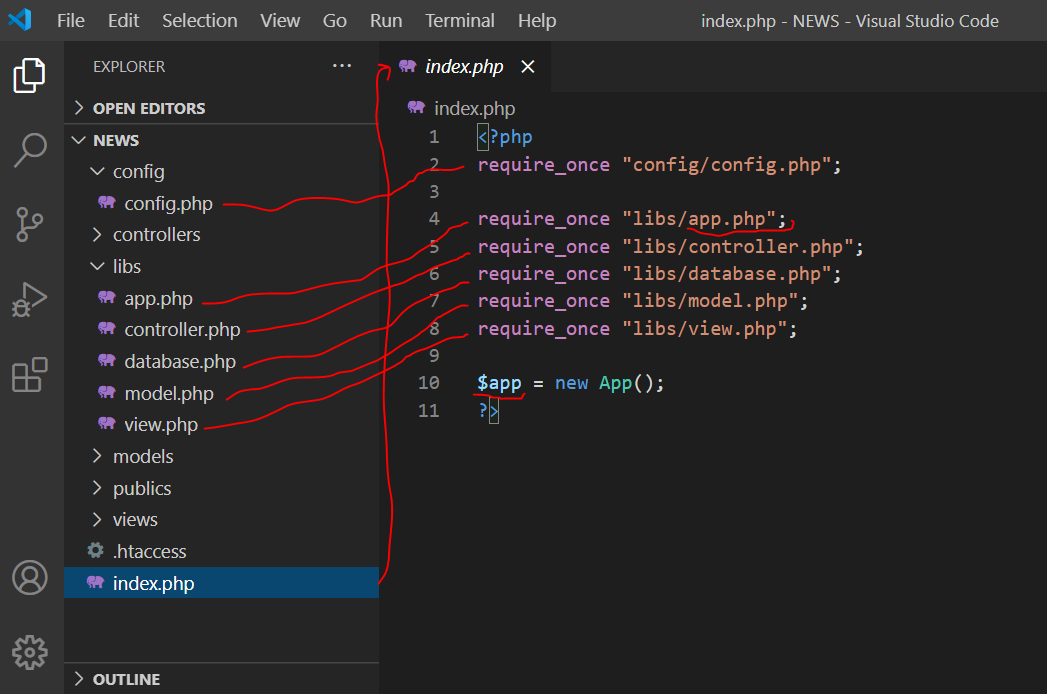 File Edit Selection View Go Run Terminal Help index.php - NEWS - Visual Studio Code
EXPLORER ...
OPEN EDITORS
NEWS
config
config.php
controllers
libs
app.php
controller.php
database.php
model.php
view.php
models
publics
views
.htaccess
index.php
OUTLINE
index.php
index.php
1 <?php
2 require_once "config/config.php";
3
4 require_once "libs/app.php";
5 require_once "libs/controller.php";
6 require_once "libs/database.php";
7 require_once "libs/model.php";
8 require_once "libs/view.php";
9
10 $app = new App();
11 ?>